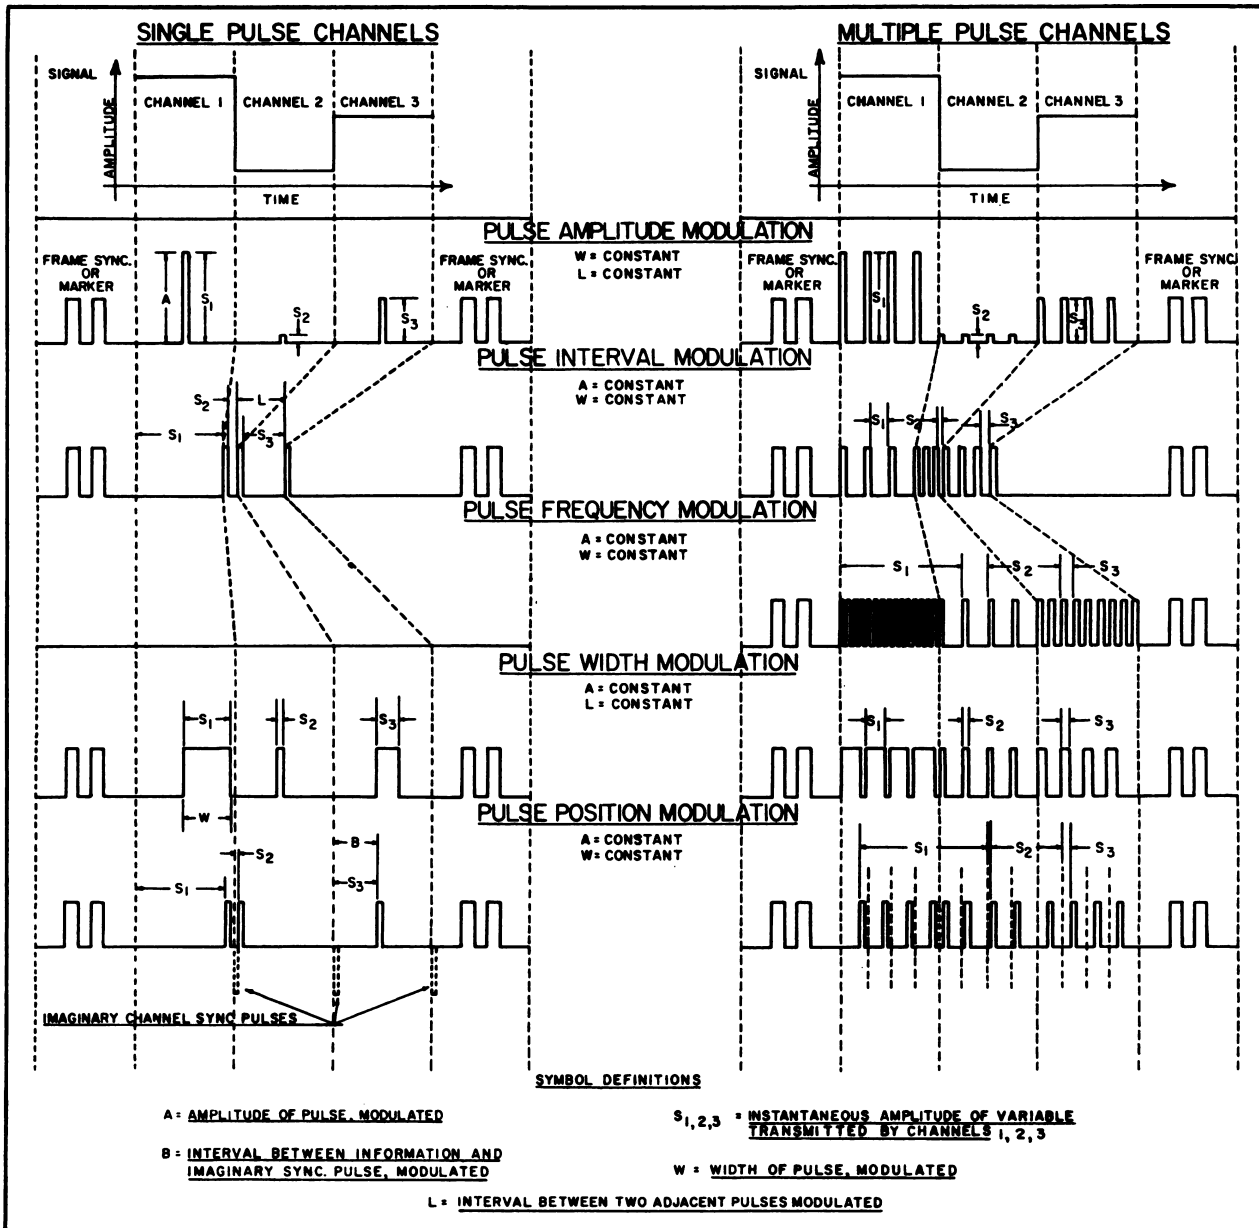 SINGLE PULSE CHANNELS
MULTIPLE PULSE CHANNELS
SIGNAL
AMPLITUDE
CHANNEL 1
CHANNEL 2
CHANNEL 3
TIME
SIGNAL
AMPLITUDE
CHANNEL 1
CHANNEL 2
CHANNEL 3
TIME
PULSE AMPLITUDE MODULATION
W = CONSTANT
L = CONSTANT
FRAME SYNC.
OR
MARKER
A
S1
S2
S3
FRAME SYNC.
OR
MARKER
FRAME SYNC.
OR
MARKER
S1
S2
S3
FRAME SYNC.
OR
MARKER
PULSE INTERVAL MODULATION
A = CONSTANT
W = CONSTANT
S2
L
S1
S3
S1
S2
S3
PULSE FREQUENCY MODULATION
A = CONSTANT
W = CONSTANT
S1
S2
S3
PULSE WIDTH MODULATION
A = CONSTANT
L = CONSTANT
S1
S2
S3
W
S1
S2
S3
PULSE POSITION MODULATION
A = CONSTANT
W = CONSTANT
S2
B
S1
S3
S1
S2
S3
IMAGINARY CHANNEL SYNC PULSES
SYMBOL DEFINITIONS
A = AMPLITUDE OF PULSE, MODULATED
B = INTERVAL BETWEEN INFORMATION AND
IMAGINARY SYNC. PULSE, MODULATED
S1,2,3 = INSTANTANEOUS AMPLITUDE OF VARIABLE
TRANSMITTED BY CHANNELS 1, 2, 3
W = WIDTH OF PULSE, MODULATED
L = INTERVAL BETWEEN TWO ADJACENT PULSES MODULATED